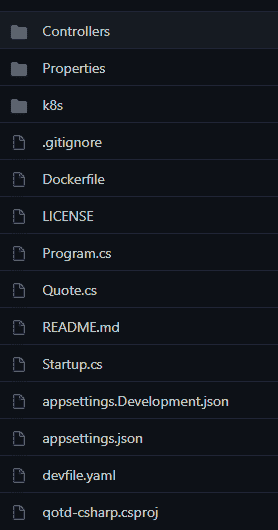 Controllers
Properties
k8s
.gitignore
Dockerfile
LICENSE
Program.cs
Quote.cs
README.md
Startup.cs
appsettings.Development.json
appsettings.json
devfile.yaml
qotd-csharp.csproj